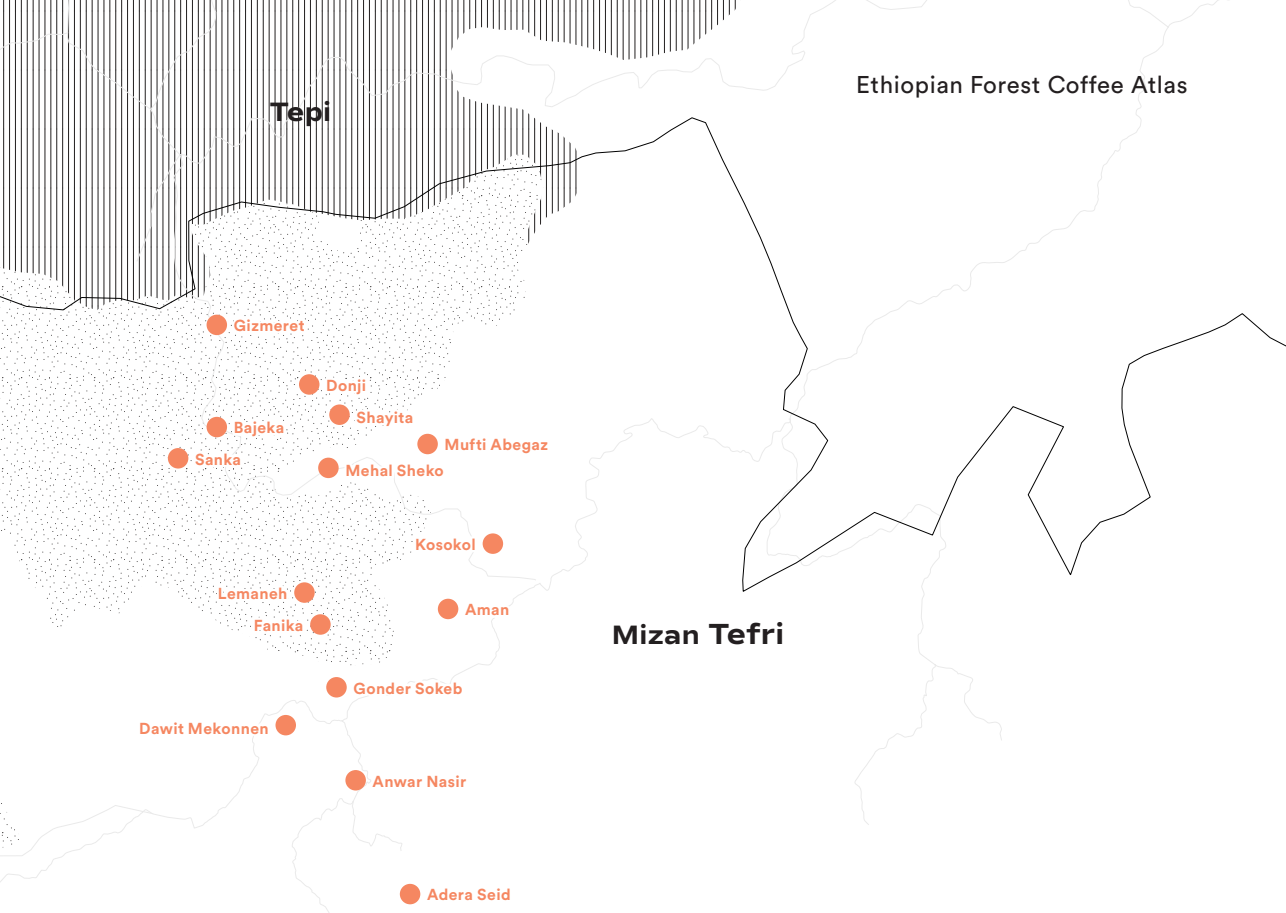 Ethiopian Forest Coffee Atlas
Tepi
Gizmeret
Donji
Shayita
Bajeka
Mufti Abegaz
Sanka
Mehal Sheko
Kosokol
Lemaneh
Aman
Fanika
Mizan Tefri
Gonder Sokeb
Dawit Mekonnen
Anwar Nasir
Adera Seid